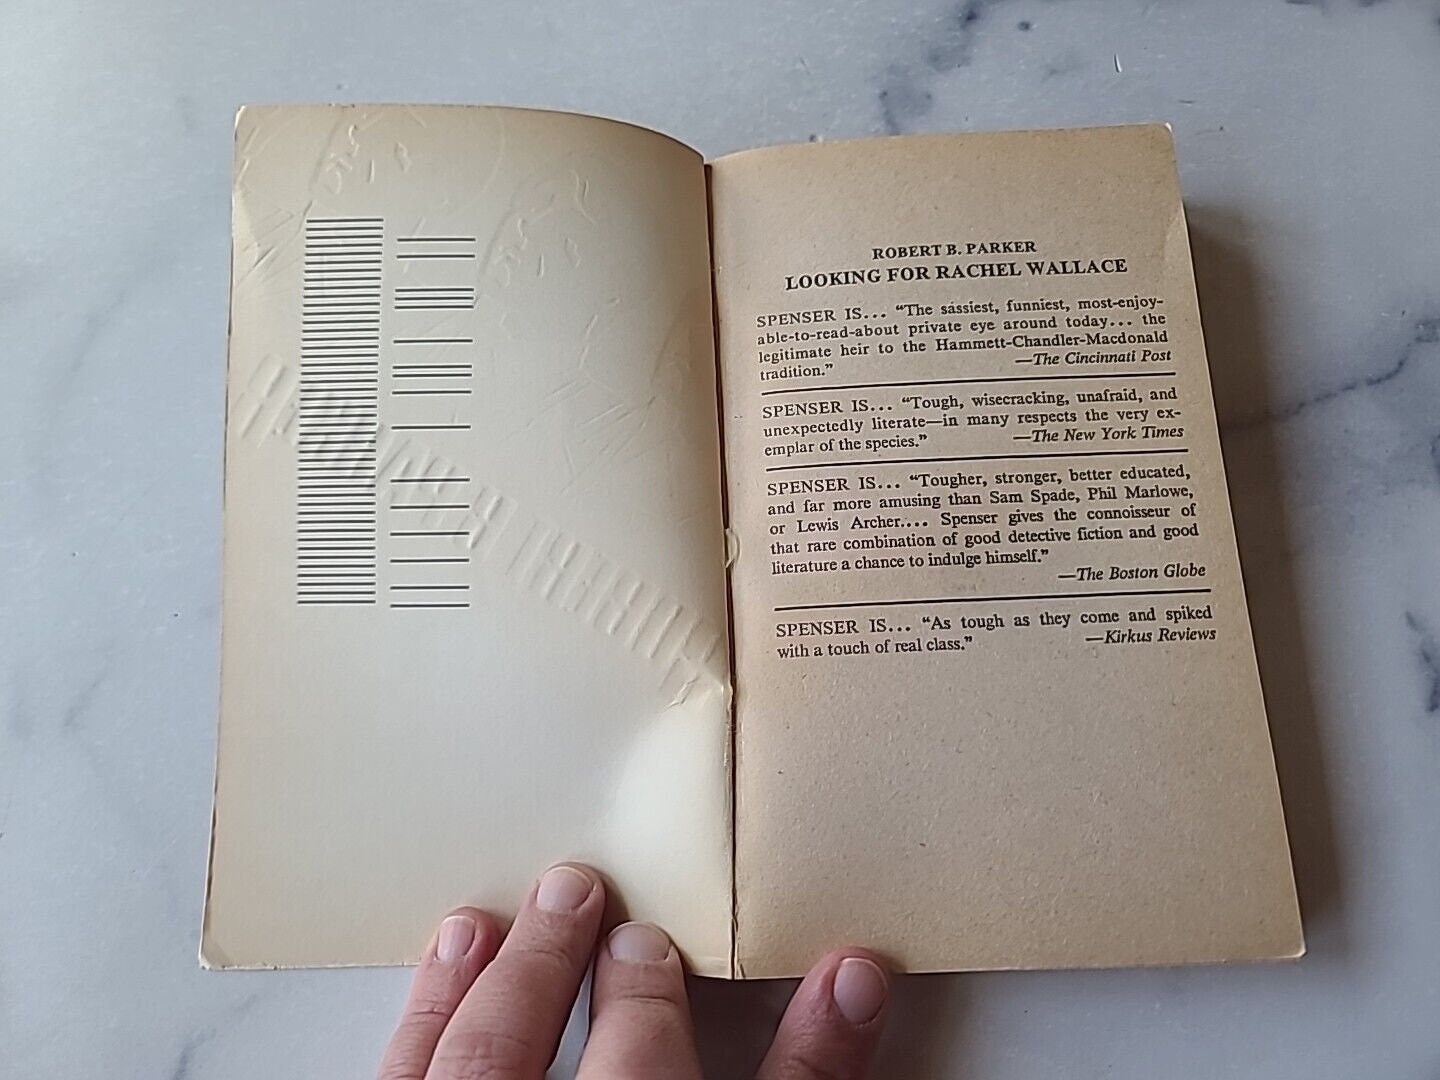 ROBERT B. PARKER
LOOKING FOR RACHEL WALLACE
SPENSER IS... “The sassiest, funniest, most-enjoy-
able-to-read-about private eye around today... the
legitimate heir to the Hammett-Chandler-Macdonald
tradition.” —The Cincinnati Post
SPENSER IS... “Tough, wisecracking, unafraid, and
unexpectedly literate—in many respects the very ex-
emplar of the species.” —The New York Times
SPENSER IS... “Tougher, stronger, better educated,
and far more amusing than Sam Spade, Phil Marlowe,
or Lewis Archer.... Spenser gives the connoisseur of
that rare combination of good detective fiction and good
literature a chance to indulge himself.”
—The Boston Globe
SPENSER IS... “As tough as they come and spiked
with a touch of real class.” —Kirkus Reviews